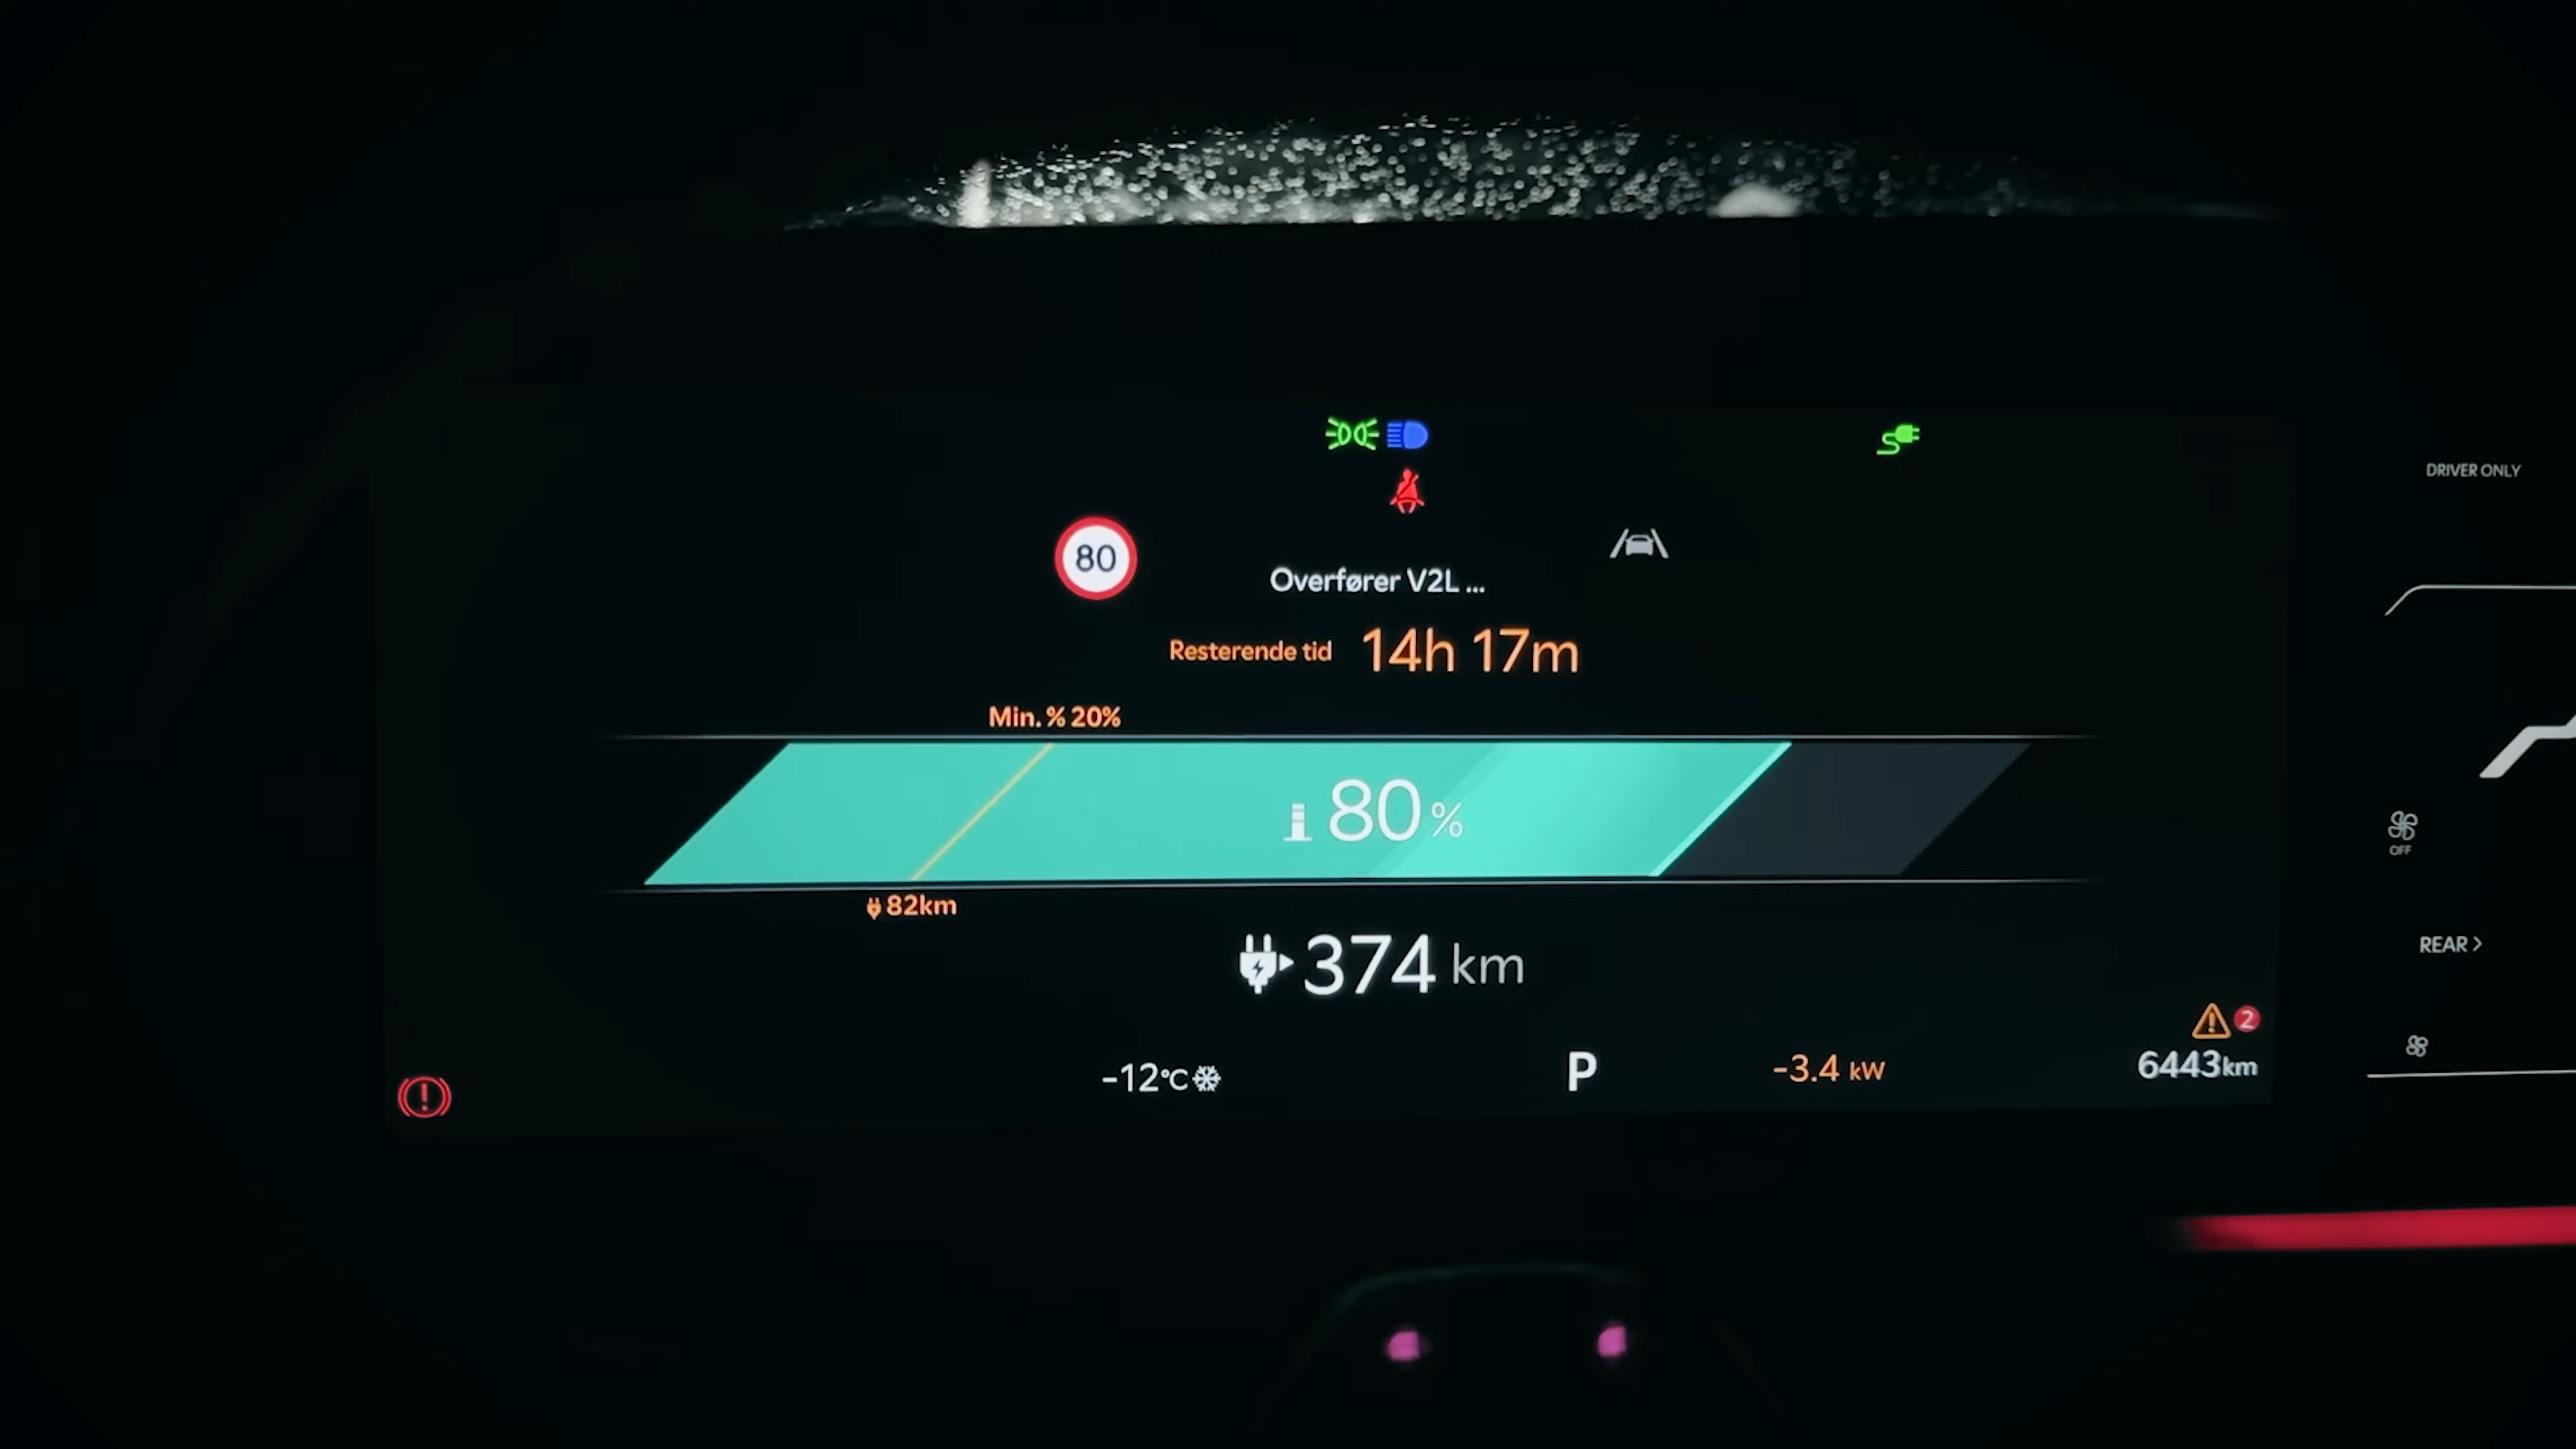 DRIVER ONLY
80
Overfører V2L ...
Resterende tid 14h 17m
Min. % 20%
80 %
82km
374 km
OFF
REAR >
2
-12°C
P
-3.4 kW
6443km